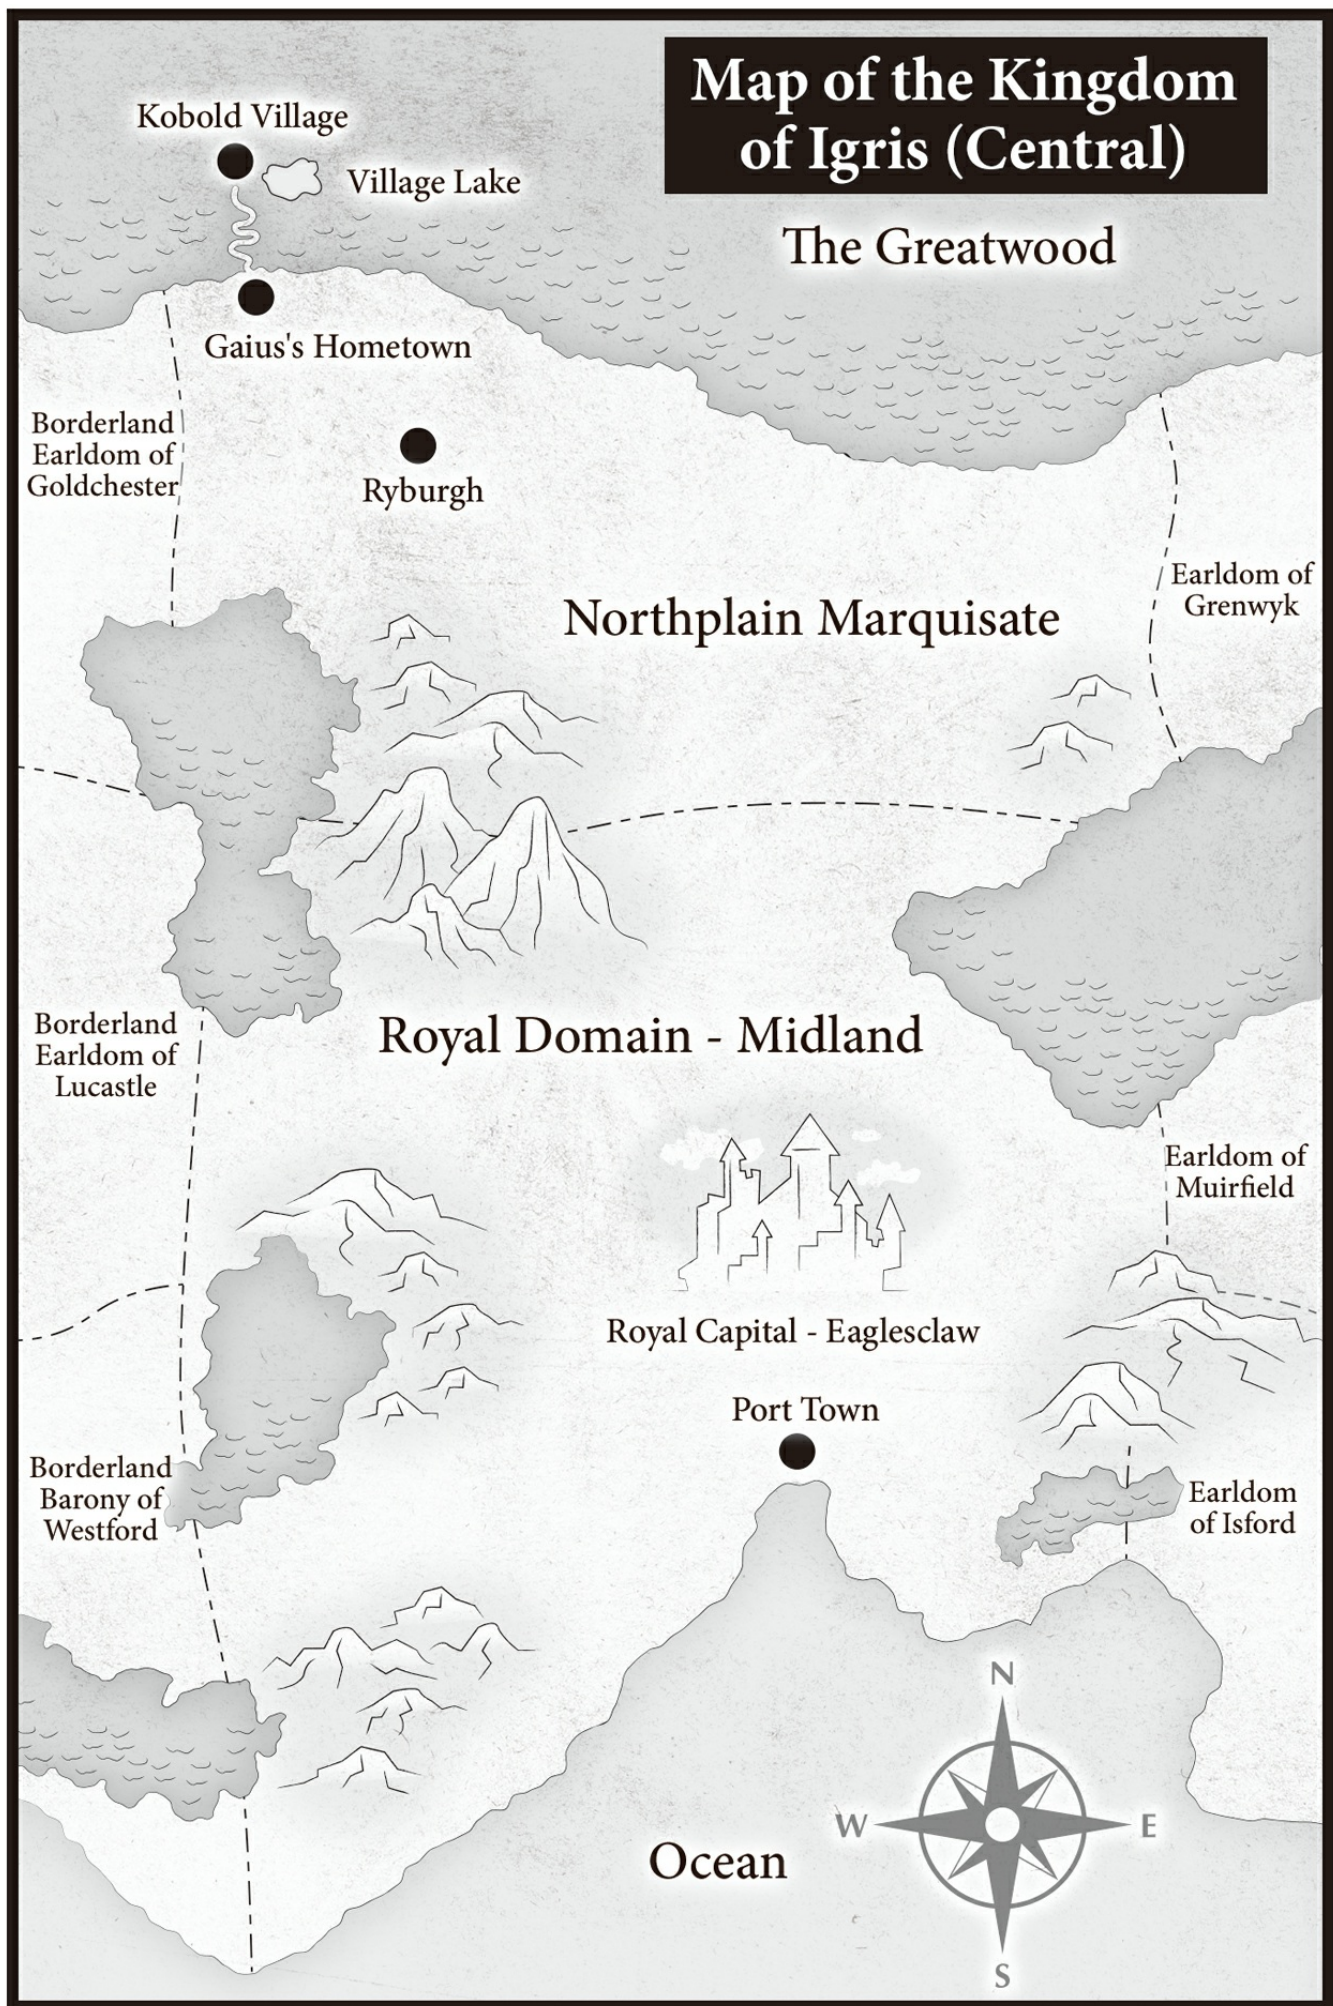 Map of the Kingdom
of Igris (Central)
Kobold Village
Village Lake
The Greatwood
Gaius's Hometown
Borderland
Earldom of
Goldchester
Ryburgh
Earldom of
Grenwyk
Northplain Marquisate
Borderland
Earldom of
Lucastle
Royal Domain - Midland
Earldom of
Muirfield
Royal Capital - Eaglesclaw
Port Town
Borderland
Barony of
Westford
Earldom
of Isford
N
W
E
S
Ocean